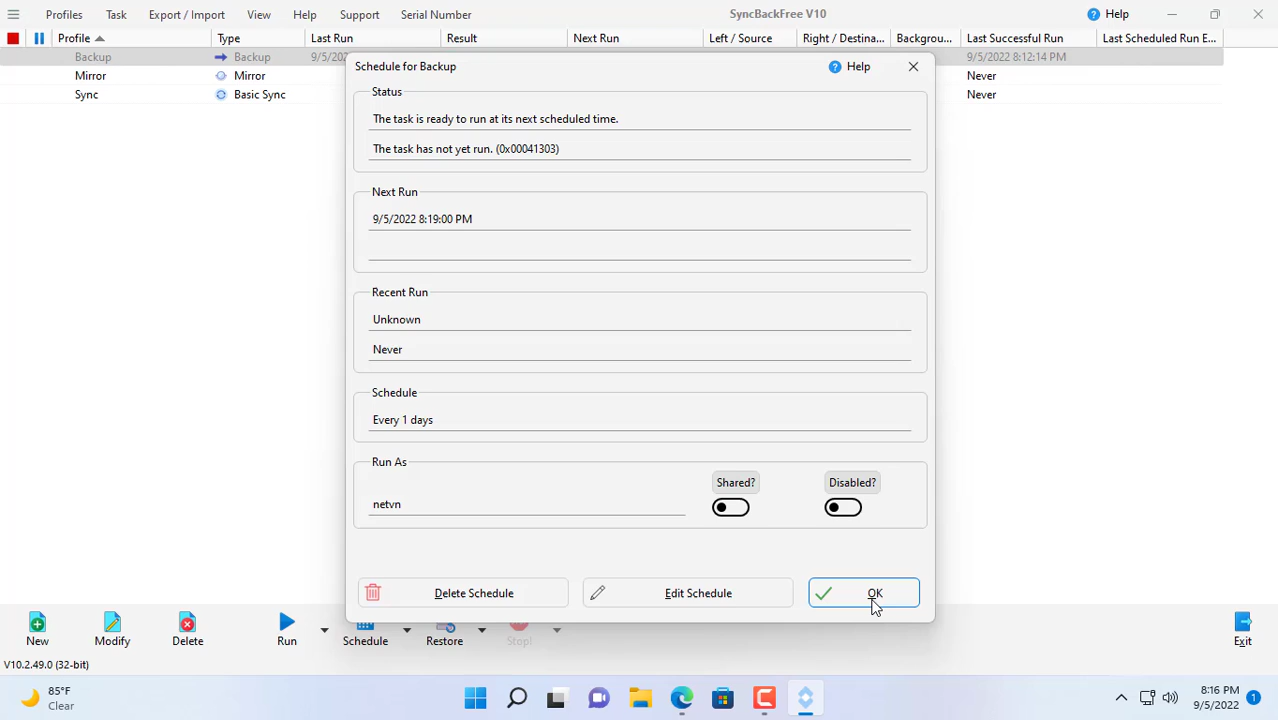 Profiles Task Export / Import View Help Support Serial Number SyncBackFree V10 Help
Profile Type Last Run Result Next Run Left / Source Right / Destina... Backgrou... Last Successful Run Last Scheduled Run E...
Backup Backup 9/5/202 9/5/2022 8:12:14 PM
Mirror Mirror Never
Sync Basic Sync Never
Schedule for Backup Help
Status
The task is ready to run at its next scheduled time.
The task has not yet run. (0x00041303)
Next Run
9/5/2022 8:19:00 PM
Recent Run
Unknown
Never
Schedule
Every 1 days
Run As
Shared? Disabled?
netvn
Delete Schedule Edit Schedule OK
New Modify Delete Run Schedule Restore Stop! Exit
V10.2.49.0 (32-bit)
85°F
Clear
8:16 PM
9/5/2022
1